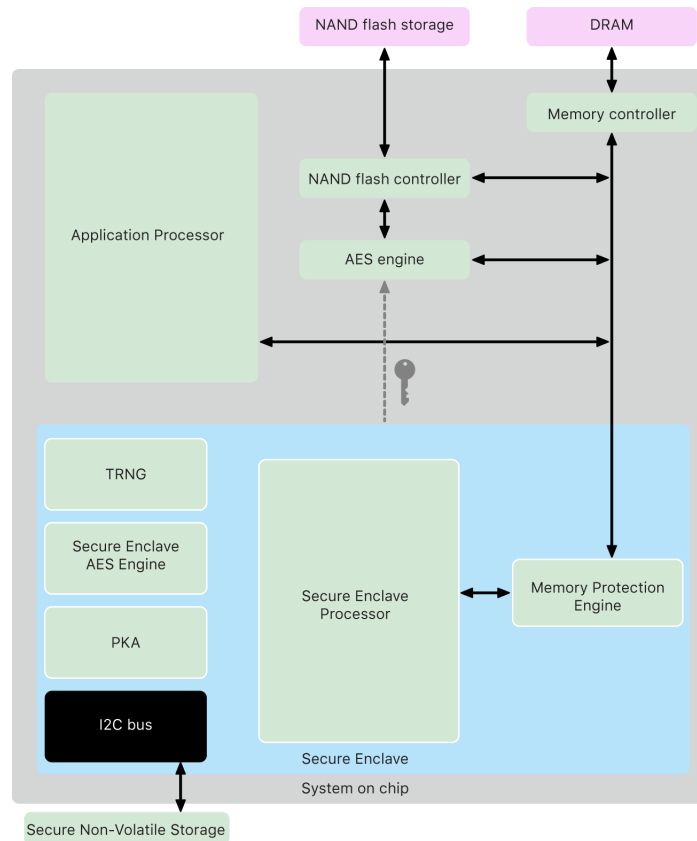 NAND flash storage
DRAM
Memory controller
NAND flash controller
Application Processor
AES engine
TRNG
Secure Enclave
AES Engine
Secure Enclave
Processor
Memory Protection
Engine
PKA
I2C bus
Secure Enclave
System on chip
Secure Non-Volatile Storage